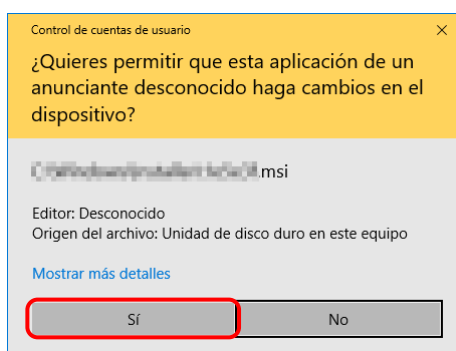 Control de cuentas de usuario
¿Quieres permitir que esta aplicación de un
anunciante desconocido haga cambios en el
dispositivo?
.msi
Editor: Desconocido
Origen del archivo: Unidad de disco duro en este equipo
Mostrar más detalles
Sí
No